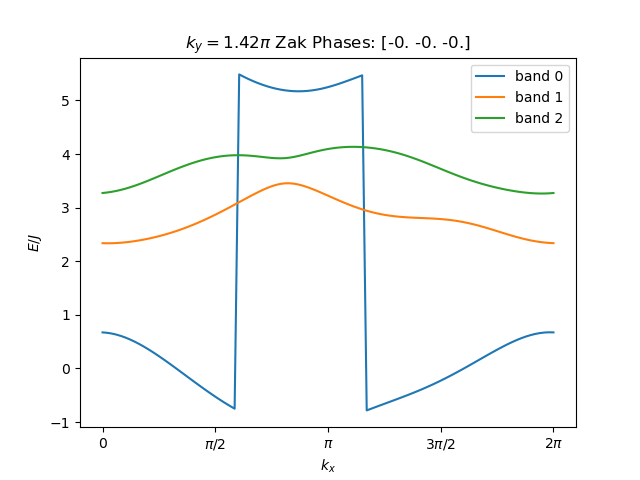 $k_y = 1.42\pi$ Zak Phases: [-0. -0. -0.]
band 0
band 1
band 2
E/J
5
4
3
2
1
0
−1
0
π/2
π
3π/2
2π
$k_x$